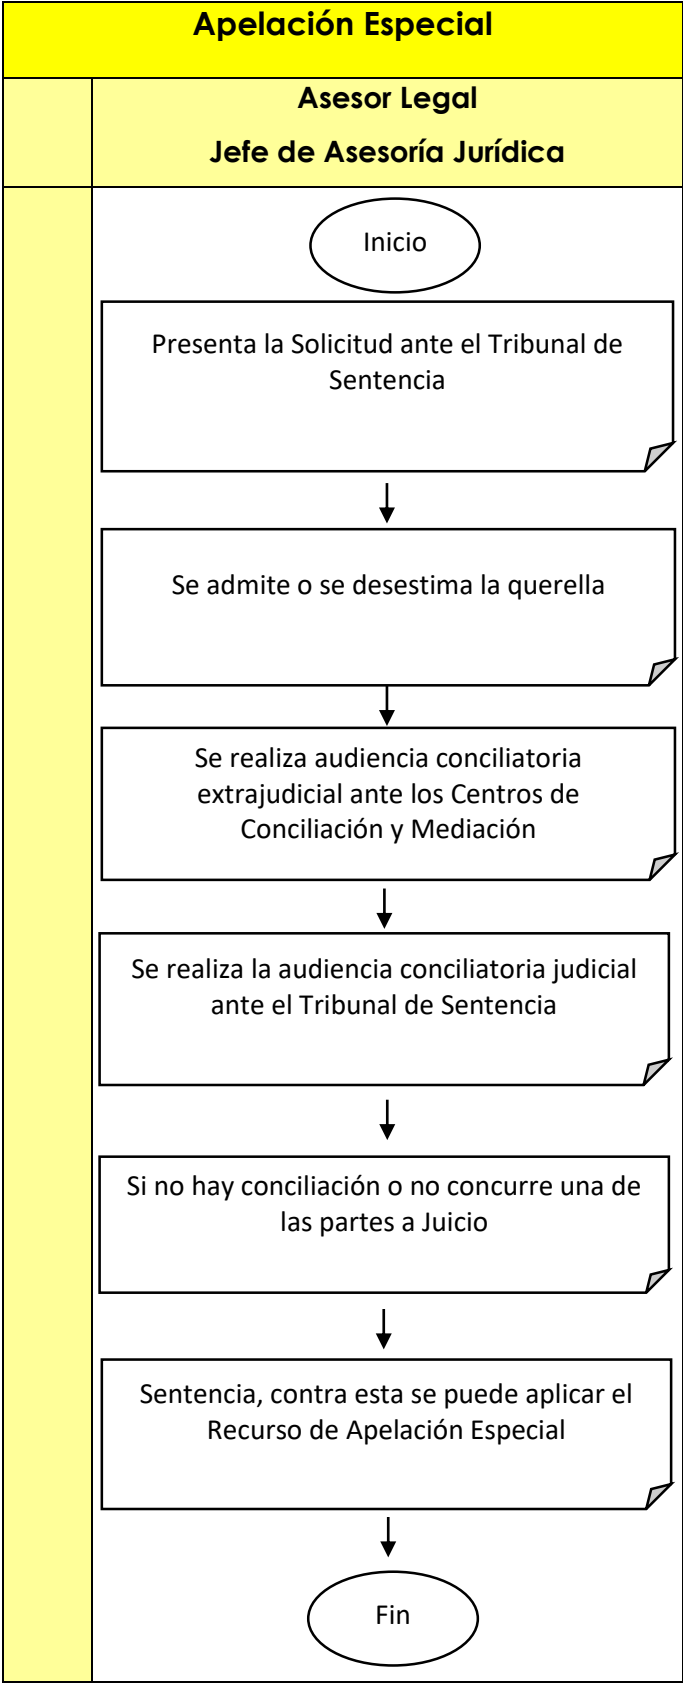 Apelación Especial
Asesor Legal
Jefe de Asesoría Jurídica
Inicio
Presenta la Solicitud ante el Tribunal de
Sentencia
Se admite o se desestima la querella
Se realiza audiencia conciliatoria
extrajudicial ante los Centros de
Conciliación y Mediación
Se realiza la audiencia conciliatoria judicial
ante el Tribunal de Sentencia
Si no hay conciliación o no concurre una de
las partes a Juicio
Sentencia, contra esta se puede aplicar el
Recurso de Apelación Especial
Fin